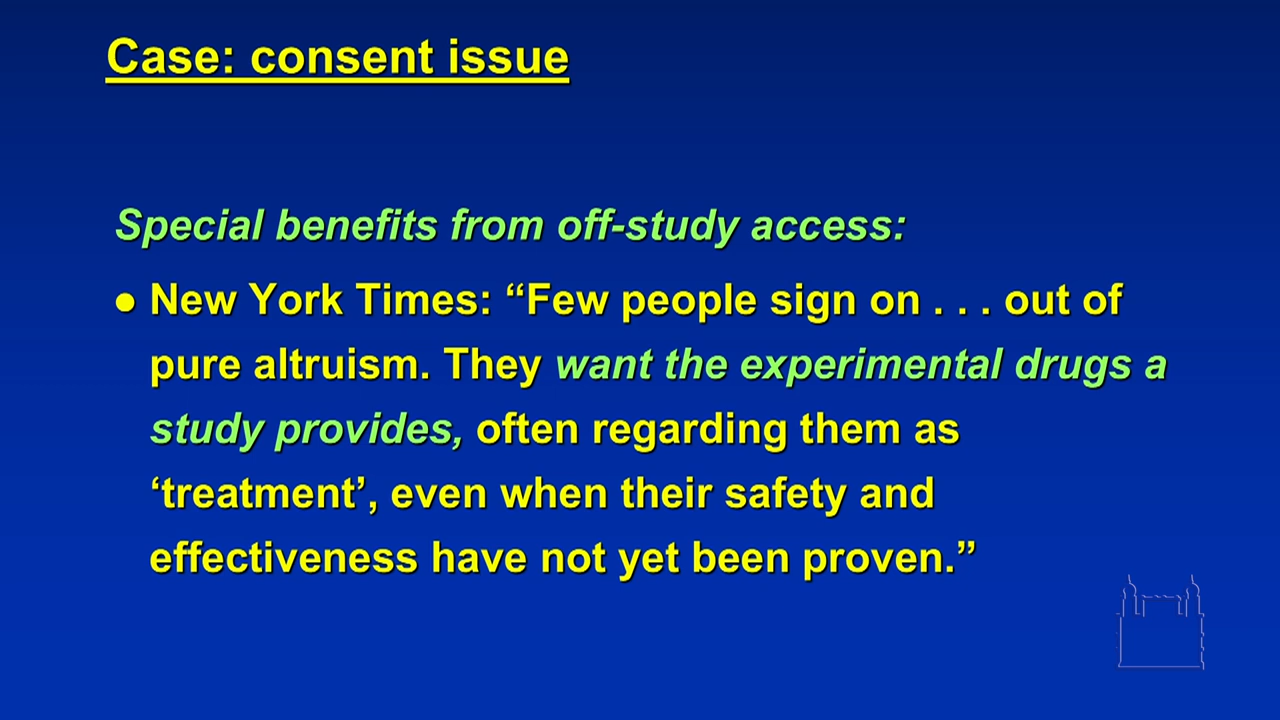 Case: consent issue
Special benefits from off-study access:
● New York Times: “Few people sign on . . . out of
pure altruism. They want the experimental drugs a
study provides, often regarding them as
‘treatment’, even when their safety and
effectiveness have not yet been proven.”